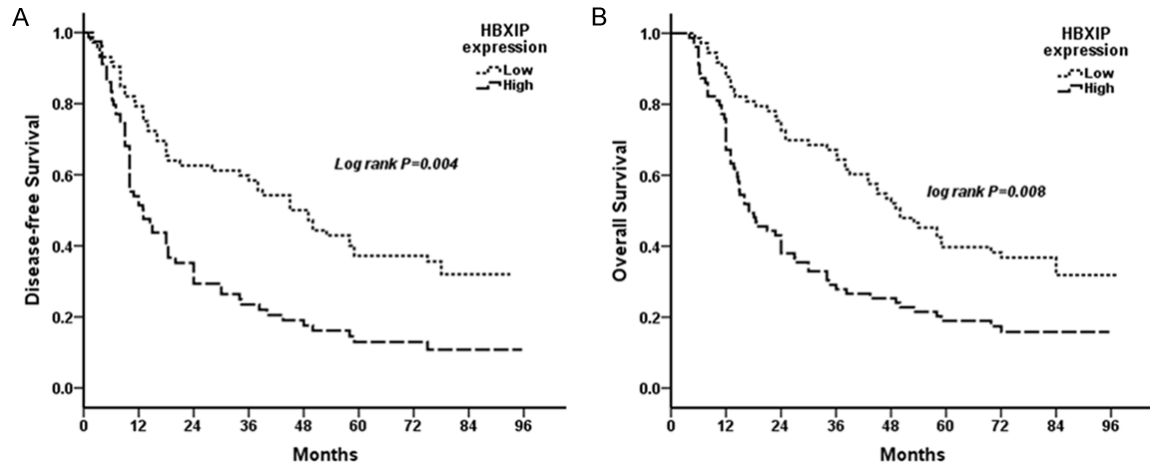 A
HBXIP
expression
Low
High
Log rank P=0.004
Disease-free Survival
1.0
0.8
0.6
0.4
0.2
0.0
0 12 24 36 48 60 72 84 96
Months
B
HBXIP
expression
Low
High
log rank P=0.008
Overall Survival
1.0
0.8
0.6
0.4
0.2
0.0
0 12 24 36 48 60 72 84 96
Months